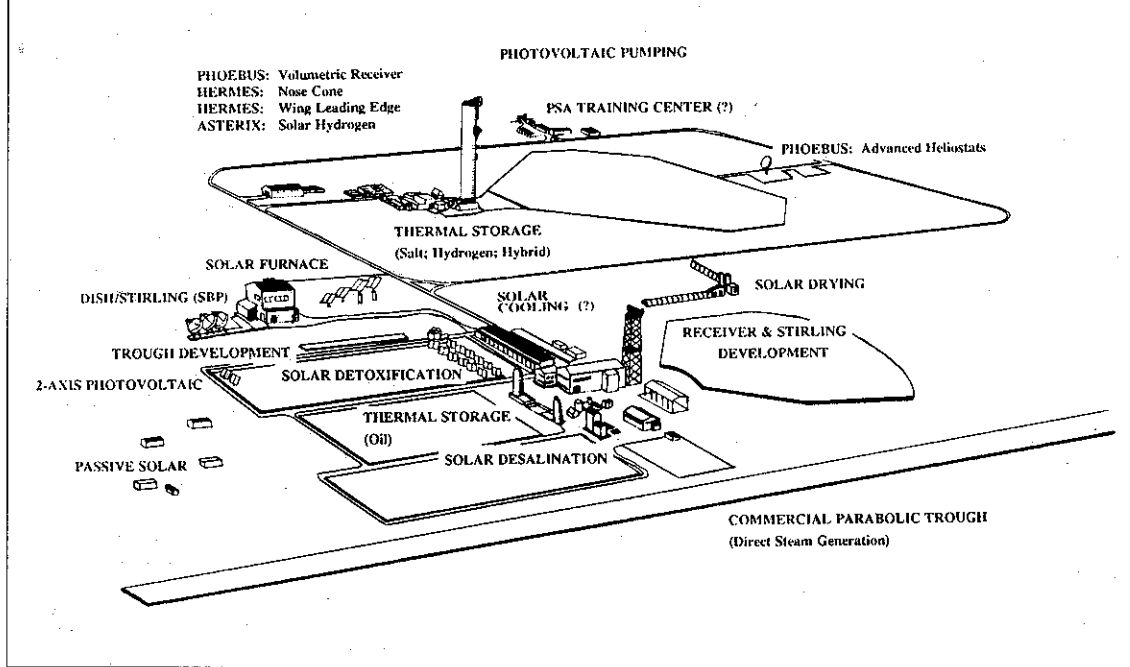 PHOTOVOLTAIC PUMPING
PHOEBUS: Volumetric Receiver
HERMES: Nose Cone
HERMES: Wing Leading Edge
ASTERIX: Solar Hydrogen
PSA TRAINING CENTER (?)
PHOEBUS: Advanced Heliostats
THERMAL STORAGE
(Salt; Hydrogen; Hybrid)
SOLAR FURNACE
DISH/STIRLING (SBP)
SOLAR
COOLING (?)
SOLAR DRYING
RECEIVER & STIRLING
DEVELOPMENT
TROUGH DEVELOPMENT
SOLAR DETOXIFICATION
2-AXIS PHOTOVOLTAIC
THERMAL STORAGE
(Oil)
PASSIVE SOLAR
SOLAR DESALINATION
COMMERCIAL PARABOLIC TROUGH
(Direct Steam Generation)